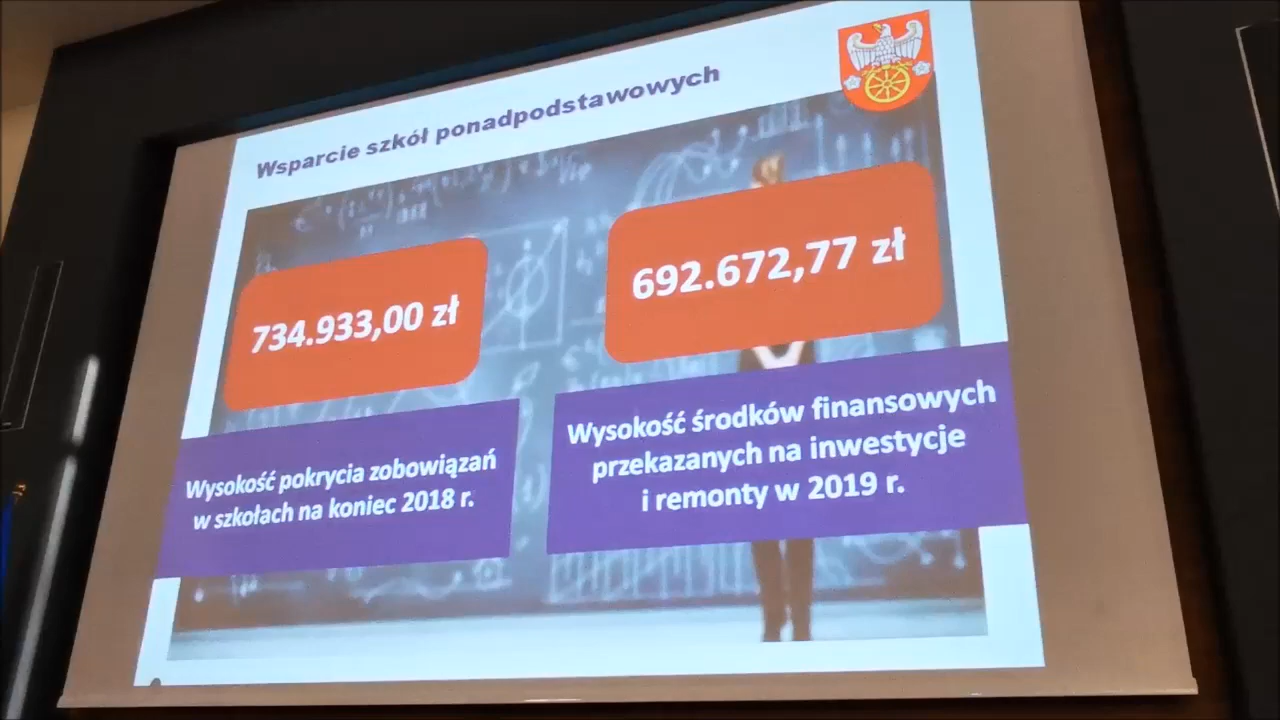 Wsparcie szkół ponadpodstawowych
734.933,00 zł
Wysokość pokrycia zobowiązań
w szkołach na koniec 2018 r.
692.672,77 zł
Wysokość środków finansowych
przekazanych na inwestycje
i remonty w 2019 r.